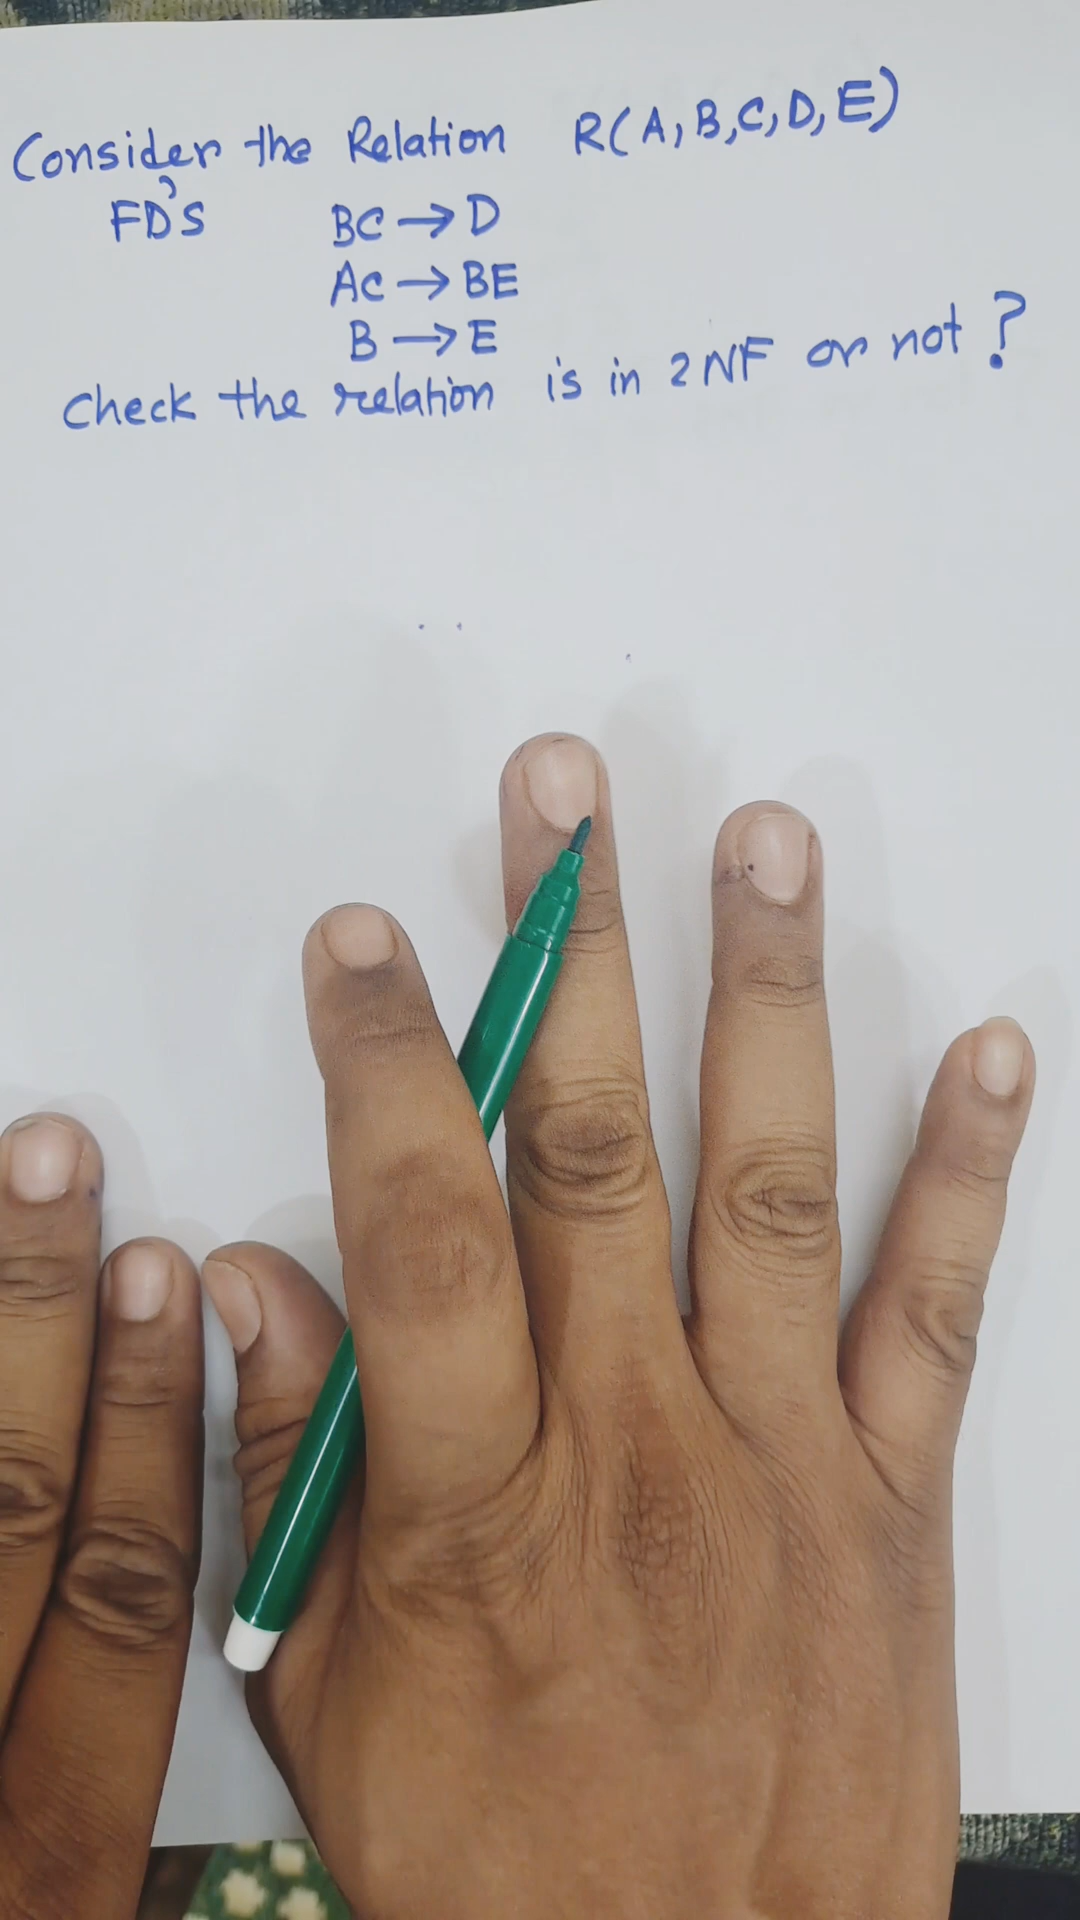 Consider the Relation R(A,B,C,D,E)
FD'S BC→D
AC→BE
B→E
Check the relation is in 2NF or not?